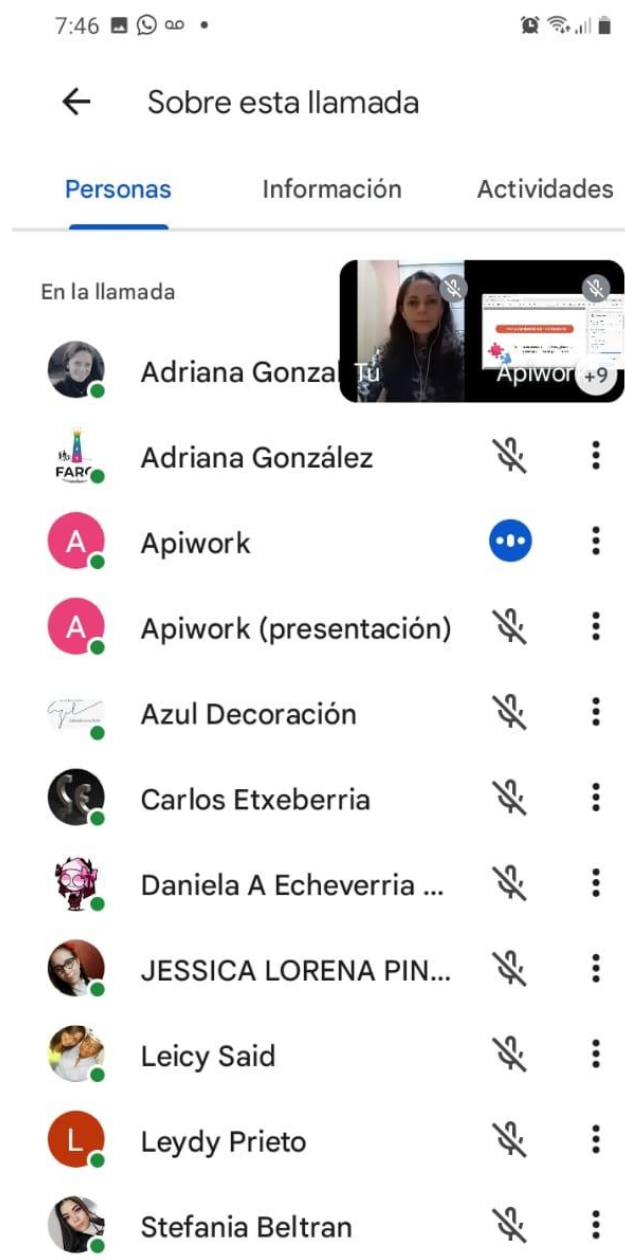 7:46
Sobre esta llamada
Personas Información Actividades
En la llamada
Adriana Gonza
Tú Apiwor +9
Adriana González
FARO
A Apiwork
A Apiwork (presentación)
Azul Decoración
Carlos Etxeberria
Daniela A Echeverria ...
JESSICA LORENA PIN...
Leicy Said
L Leydy Prieto
Stefania Beltran